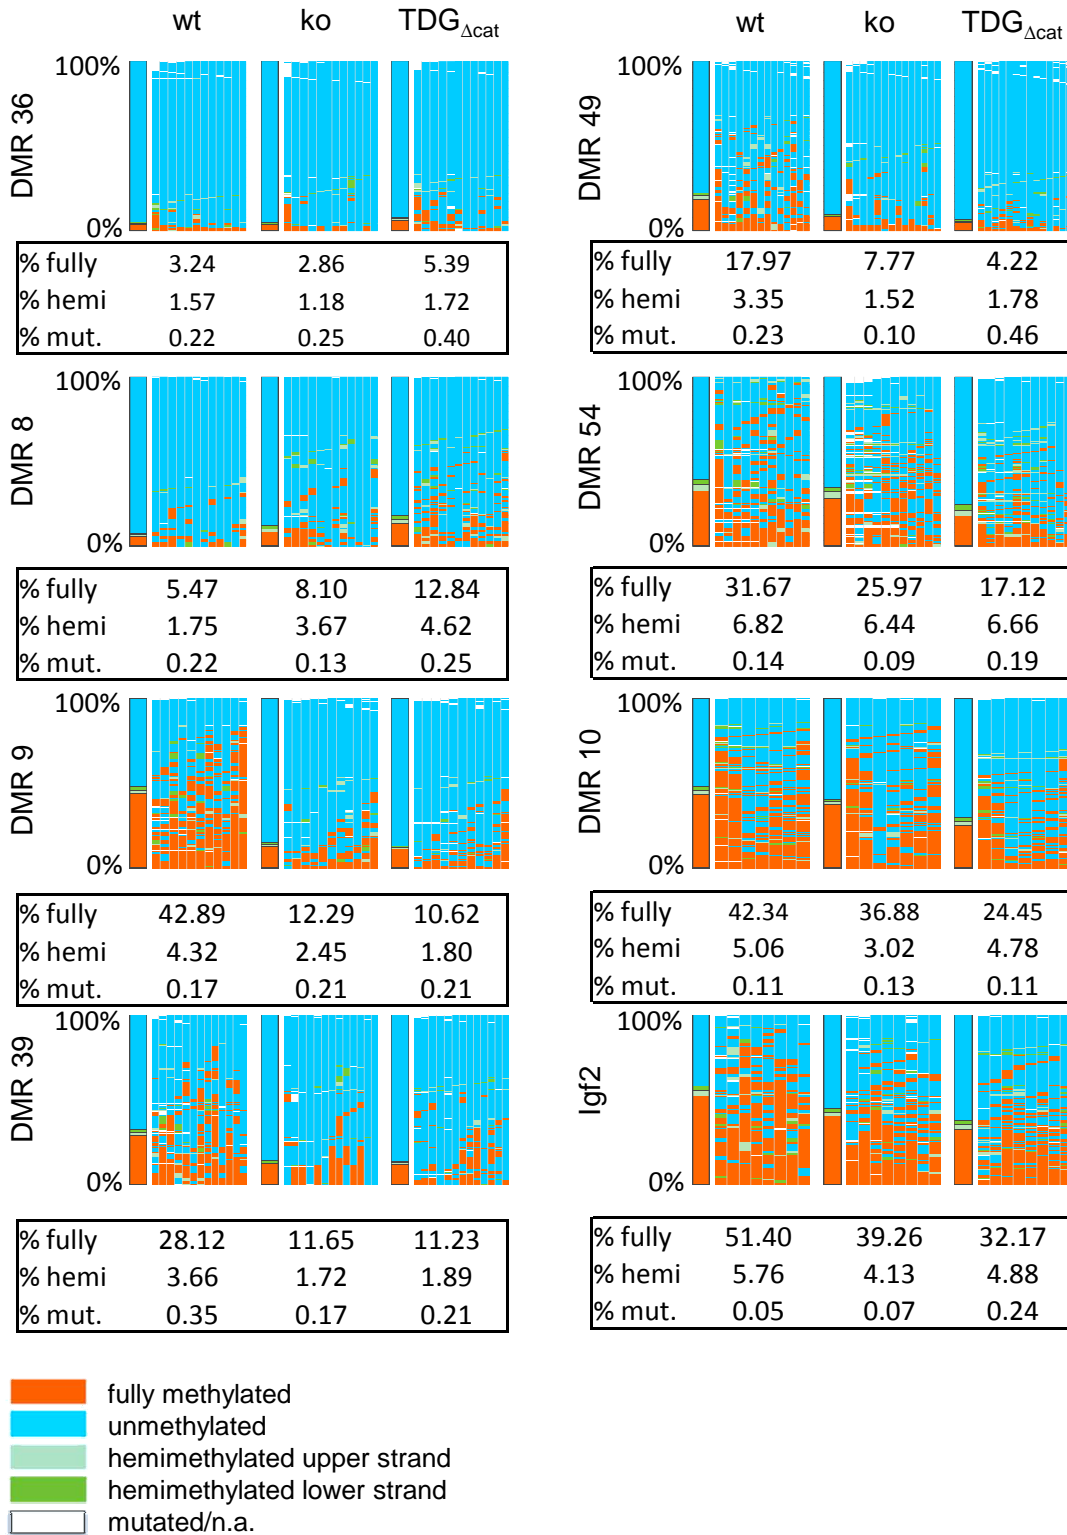 wt ko TDGΔcat
100%
DMR 36
0%
% fully 3.24 2.86 5.39
% hemi 1.57 1.18 1.72
% mut. 0.22 0.25 0.40
100%
DMR 8
0%
% fully 5.47 8.10 12.84
% hemi 1.75 3.67 4.62
% mut. 0.22 0.13 0.25
100%
DMR 9
0%
% fully 42.89 12.29 10.62
% hemi 4.32 2.45 1.80
% mut. 0.17 0.21 0.21
100%
DMR 39
0%
% fully 28.12 11.65 11.23
% hemi 3.66 1.72 1.89
% mut. 0.35 0.17 0.21
wt ko TDGΔcat
100%
DMR 49
0%
% fully 17.97 7.77 4.22
% hemi 3.35 1.52 1.78
% mut. 0.23 0.10 0.46
100%
DMR 54
0%
% fully 31.67 25.97 17.12
% hemi 6.82 6.44 6.66
% mut. 0.14 0.09 0.19
100%
DMR 10
0%
% fully 42.34 36.88 24.45
% hemi 5.06 3.02 4.78
% mut. 0.11 0.13 0.11
100%
Igf2
0%
% fully 51.40 39.26 32.17
% hemi 5.76 4.13 4.88
% mut. 0.05 0.07 0.24
fully methylated
unmethylated
hemimethylated upper strand
hemimethylated lower strand
mutated/n.a.